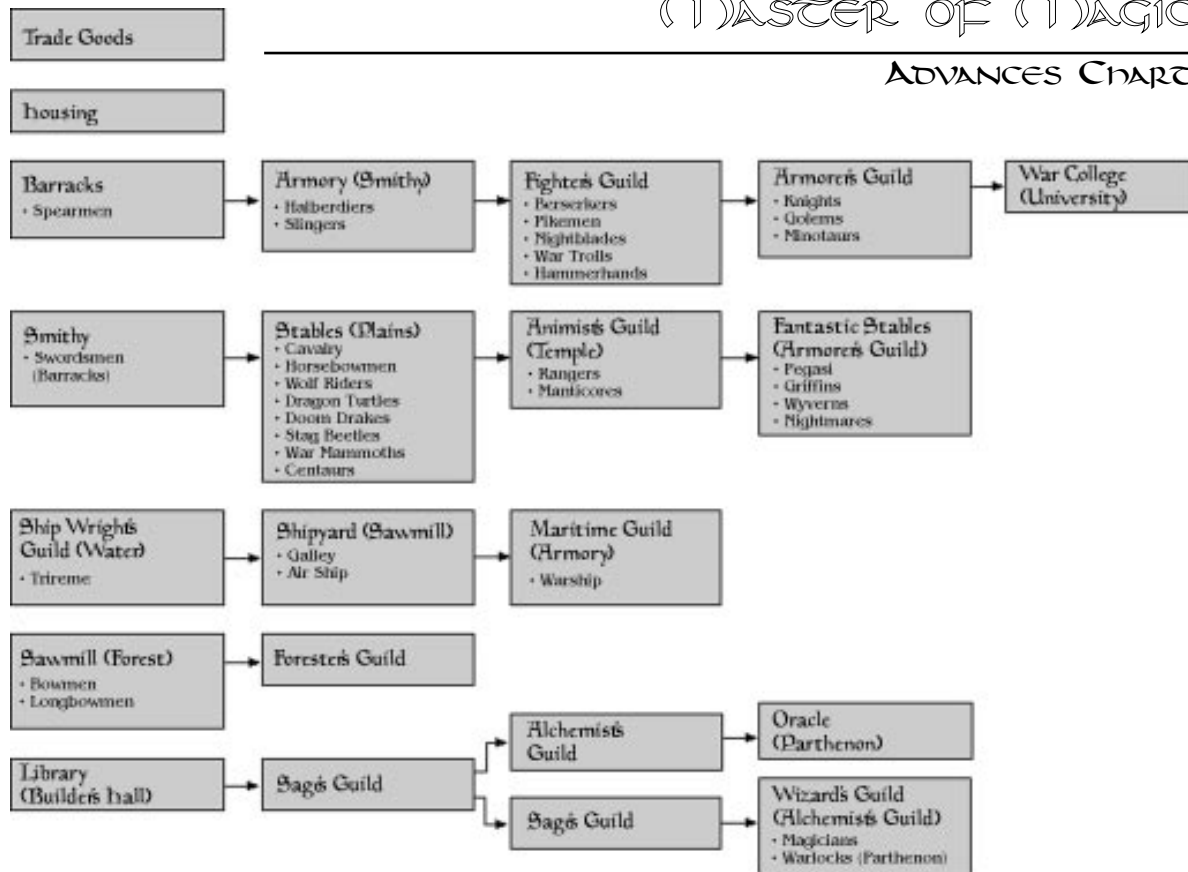 MASTER OF MAGIC
ADVANCES CHART
Trade Goods
Housing
Barracks
• Spearmen
Armory (Smithy)
• Halberdiers
• Slingers
Fighter's Guild
• Berserkers
• Pikemen
• Nightblades
• War Trolls
• Hammerhands
Armorer's Guild
• Knights
• Golems
• Minotaurs
War College
(University)
Smithy
• Swordsmen
(Barracks)
Stables (Plains)
• Cavalry
• Horsebowmen
• Wolf Riders
• Dragon Turtles
• Doom Drakes
• Stag Beetles
• War Mammoths
• Centaurs
Animist's Guild
(Temple)
• Rangers
• Manticores
Fantastic Stables
(Armorer's Guild)
• Pegasi
• Griffins
• Wyverns
• Nightmares
Ship Wright's
Guild (Water)
• Trireme
Shipyard (Sawmill)
• Galley
• Air Ship
Maritime Guild
(Armory)
• Warship
Sawmill (Forest)
• Bowmen
• Longbowmen
Forester's Guild
Library
(Builder's Hall)
Sage's Guild
Alchemist's
Guild
Oracle
(Parthenon)
Sage's Guild
Wizard's Guild
(Alchemist's Guild)
• Magicians
• Warlocks (Parthenon)